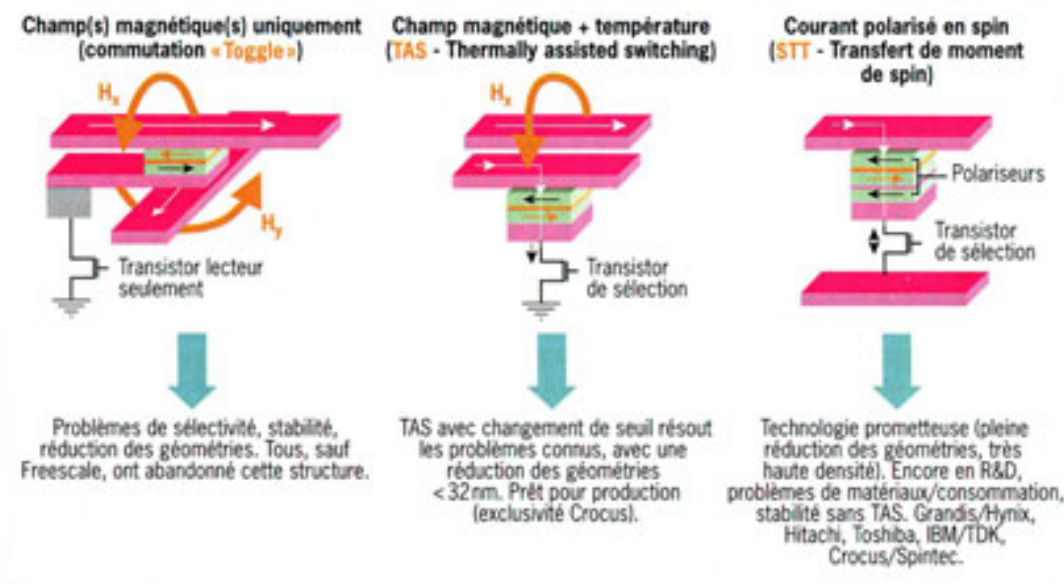 Champ(s) magnétique(s) uniquement
(commutation «Toggle»)
Hx
Hy
Transistor lecteur
seulement
Problèmes de sélectivité, stabilité,
réduction des géométries. Tous, sauf
Freescale, ont abandonné cette structure.
Champ magnétique + température
(TAS - Thermally assisted switching)
Hx
Transistor
de sélection
TAS avec changement de seuil résout
les problèmes connus, avec une
réduction des géométries
<32nm. Prêt pour production
(exclusivité Crocus).
Courant polarisé en spin
(STT - Transfert de moment
de spin)
Polariseurs
Transistor
de sélection
Technologie prometteuse (pleine
réduction des géométries, très
haute densité). Encore en R&D,
problèmes de matériaux/consommation,
stabilité sans TAS. Grandis/Hynix,
Hitachi, Toshiba, IBM/TDK,
Crocus/Spintec.